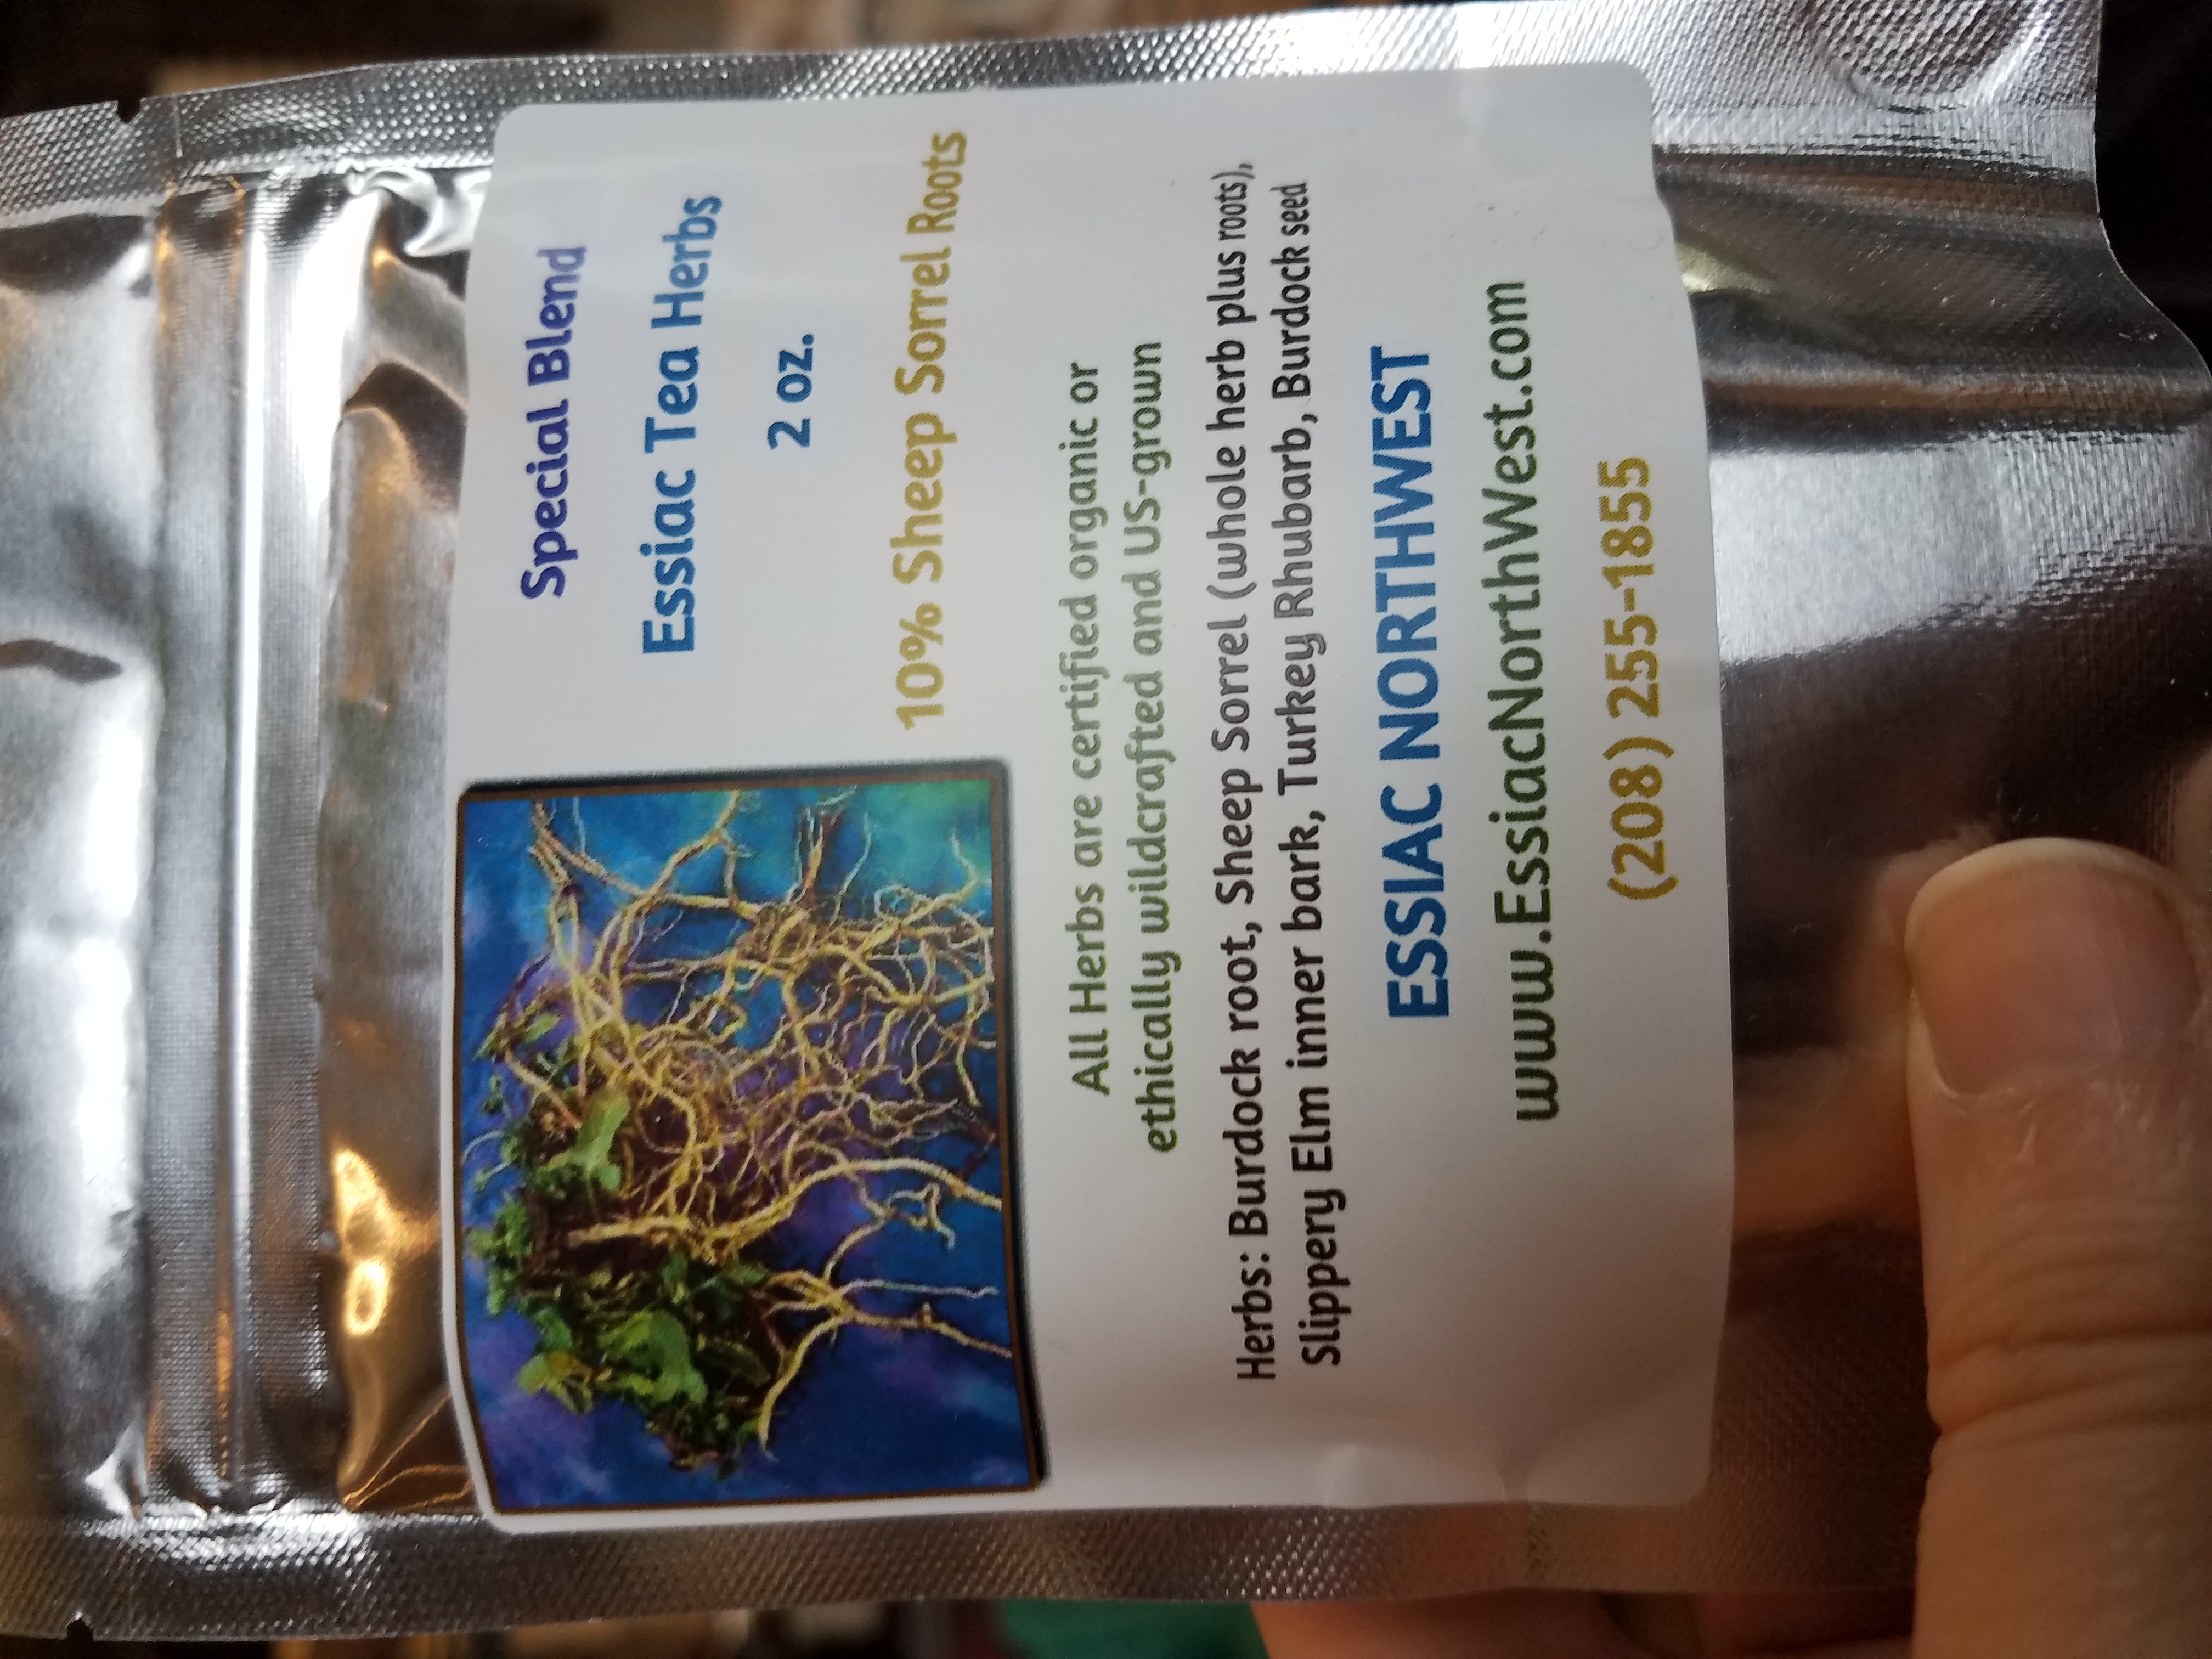 Special Blend
Essiac Tea Herbs
2 oz.
10% Sheep Sorrel Roots
All Herbs are certified organic or
ethically wildcrafted and US-grown
Herbs: Burdock root, Sheep Sorrel (whole herb plus roots),
Slippery Elm inner bark, Turkey Rhubarb, Burdock seed
ESSIAC NORTHWEST
www.EssiacNorthWest.com
(208) 255-1855